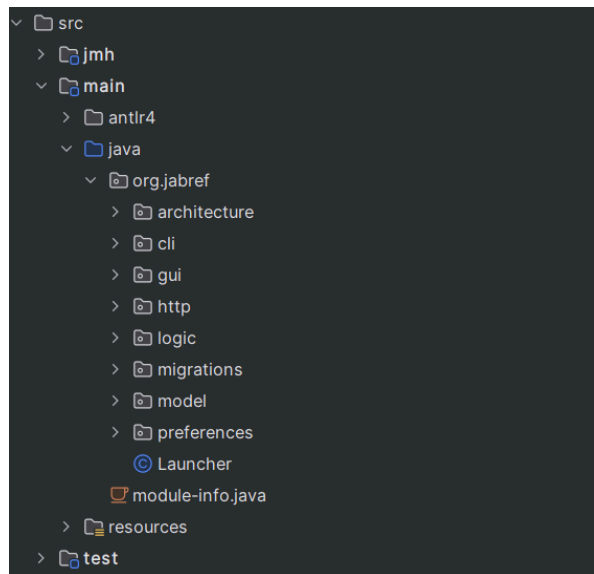 src
jmh
main
antlr4
java
org.jabref
architecture
cli
gui
http
logic
migrations
model
preferences
Launcher
module-info.java
resources
test